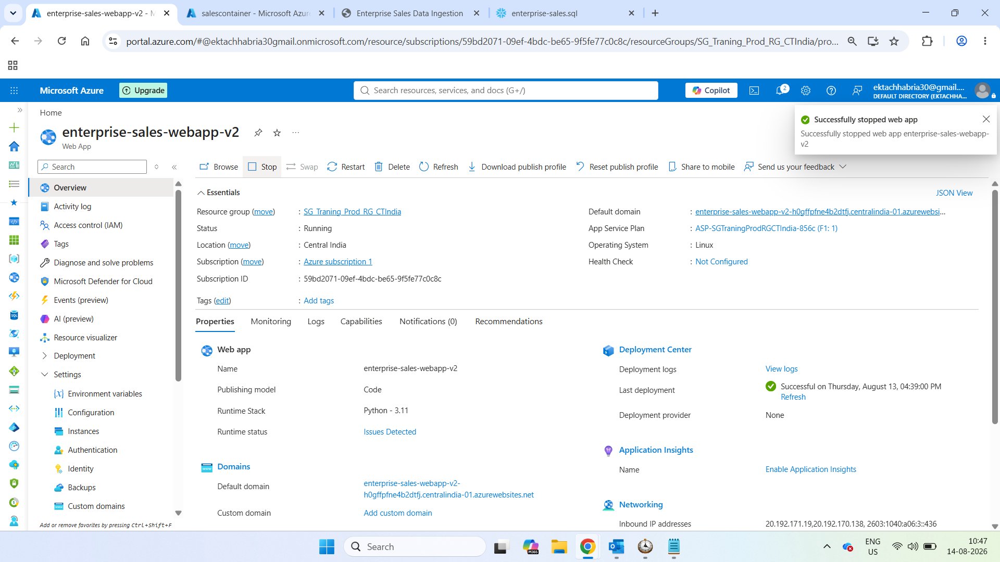 enterprise-sales-webapp-v2 - M
salescontainer - Microsoft Azur
Enterprise Sales Data Ingestion
enterprise-sales.sql
portal.azure.com/#@ektachhabria30gmail.onmicrosoft.com/resource/subscriptions/59bd2071-09ef-4bdc-be65-9f5fe77c0c8c/resourceGroups/SG_Traning_Prod_RG_CTIndia/pro...
Microsoft Azure
Upgrade
Search resources, services, and docs (G+/)
Copilot
2
ektachhabria30@gmail....
DEFAULT DIRECTORY (EKTACHHA...
Home
enterprise-sales-webapp-v2
Web App
Successfully stopped web app
Successfully stopped web app enterprise-sales-webapp-
v2
Search
Browse
Stop
Swap
Restart
Delete
Refresh
Download publish profile
Reset publish profile
Share to mobile
Send us your feedback
Overview
Activity log
Access control (IAM)
Tags
Diagnose and solve problems
Microsoft Defender for Cloud
Events (preview)
AI (preview)
Resource visualizer
Deployment
Settings
Environment variables
Configuration
Instances
Authentication
Identity
Backups
Custom domains
Add or remove favorites by pressing Ctrl+Shift+F
Essentials
JSON View
Resource group (move) : SG_Traning_Prod_RG_CTIndia
Status : Running
Location (move) : Central India
Subscription (move) : Azure subscription 1
Subscription ID : 59bd2071-09ef-4bdc-be65-9f5fe77c0c8c
Tags (edit) : Add tags
Default domain : enterprise-sales-webapp-v2-h0gffpfne4b2dtfj.centralindia-01.azurewebsi...
App Service Plan : ASP-SGTraningProdRGCTIndia-856c (F1: 1)
Operating System : Linux
Health Check : Not Configured
Properties
Monitoring
Logs
Capabilities
Notifications (0)
Recommendations
Web app
Name enterprise-sales-webapp-v2
Publishing model Code
Runtime Stack Python - 3.11
Runtime status Issues Detected
Domains
Default domain enterprise-sales-webapp-v2-
h0gffpfne4b2dtfj.centralindia-01.azurewebsites.net
Custom domain Add custom domain
Deployment Center
Deployment logs View logs
Last deployment Successful on Thursday, August 13, 04:39:00 PM
Refresh
Deployment provider None
Application Insights
Name Enable Application Insights
Networking
Inbound IP addresses 20.192.171.19,20.192.170.138, 2603:1040:a06:3::436
Search
M365
ENG
US
10:47
14-08-2026